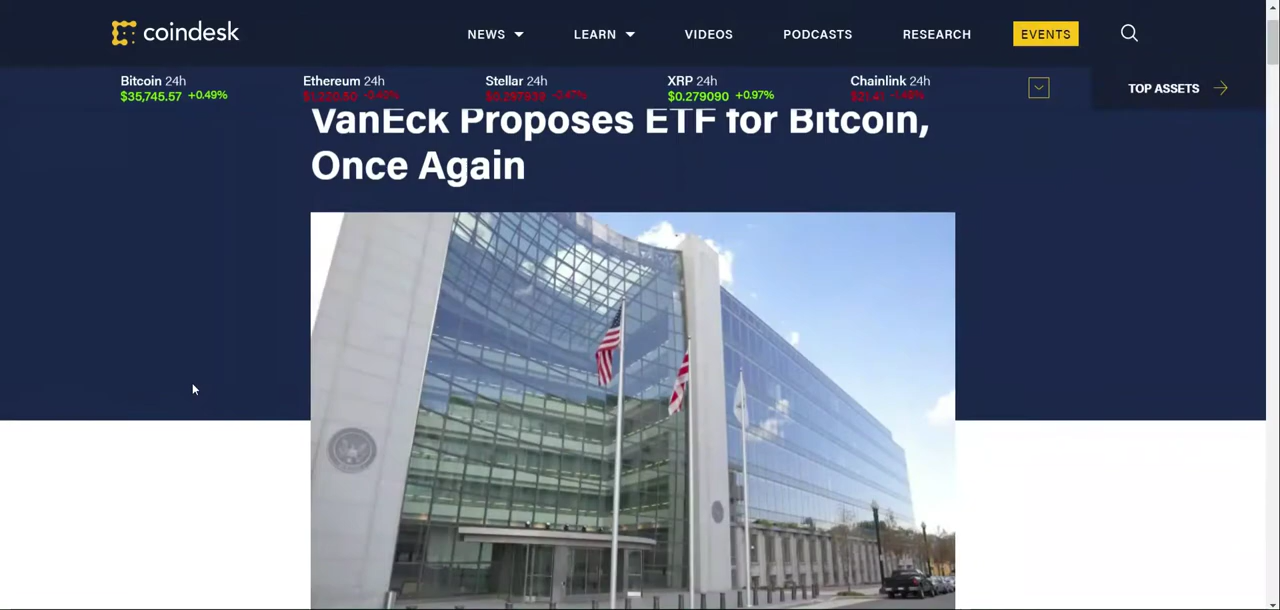 coindesk
NEWS LEARN VIDEOS PODCASTS RESEARCH EVENTS
Bitcoin 24h Ethereum 24h Stellar 24h XRP 24h Chainlink 24h
$35,745.57 +0.49% $0.279090 +0.97%
TOP ASSETS
VanEck Proposes ETF for Bitcoin,
Once Again